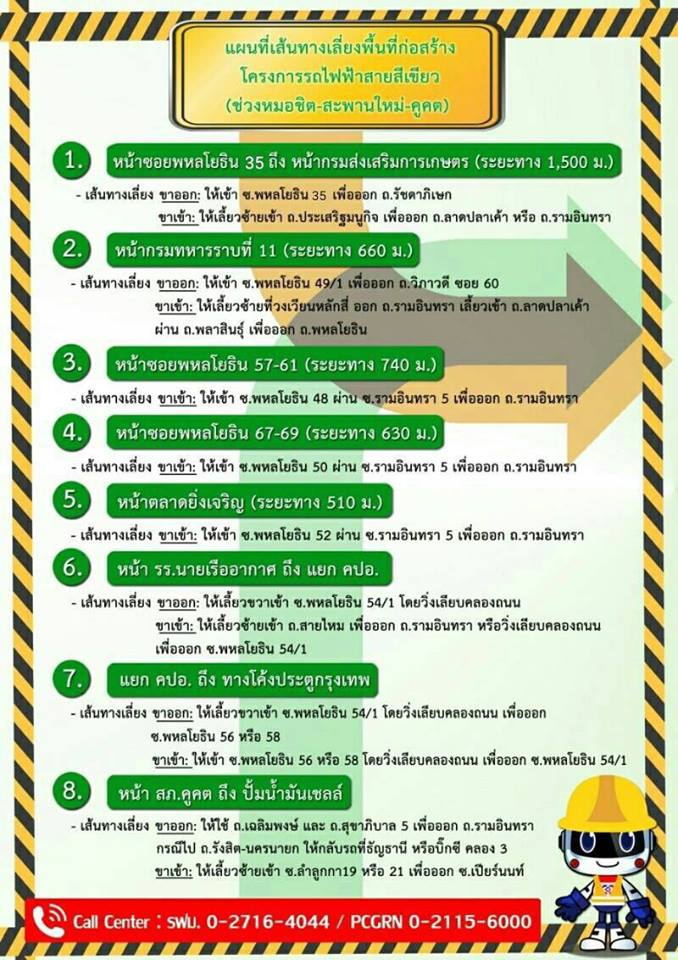 แผนที่เส้นทางเลี่ยงพื้นที่ก่อสร้าง
โครงการรถไฟฟ้าสายสีเขียว
(ช่วงหมอชิต-สะพานใหม่-คูคต)
1. หน้าซอยพหลโยธิน 35 ถึง หน้ากรมส่งเสริมการเกษตร (ระยะทาง 1,500 ม.)
- เส้นทางเลี่ยง ขาออก: ให้เข้า ซ.พหลโยธิน 35 เพื่อออก ถ.รัชดาภิเษก
ขาเข้า: ให้เลี้ยวซ้ายเข้า ถ.ประเสริฐมนูกิจ เพื่อออก ถ.ลาดปลาเค้า หรือ ถ.รามอินทรา
2. หน้ากรมทหารราบที่ 11 (ระยะทาง 660 ม.)
- เส้นทางเลี่ยง ขาออก: ให้เข้า ซ.พหลโยธิน 49/1 เพื่อออก ถ.วิภาวดี ซอย 60
ขาเข้า: ให้เลี้ยวซ้ายที่วงเวียนหลักสี่ ออก ถ.รามอินทรา เลี้ยวเข้า ถ.ลาดปลาเค้า
ผ่าน ถ.พลาสินธุ์ เพื่อออก ถ.พหลโยธิน
3. หน้าซอยพหลโยธิน 57-61 (ระยะทาง 740 ม.)
- เส้นทางเลี่ยง ขาเข้า: ให้เข้า ซ.พหลโยธิน 48 ผ่าน ซ.รามอินทรา 5 เพื่อออก ถ.รามอินทรา
4. หน้าซอยพหลโยธิน 67-69 (ระยะทาง 630 ม.)
- เส้นทางเลี่ยง ขาเข้า: ให้เข้า ซ.พหลโยธิน 50 ผ่าน ซ.รามอินทรา 5 เพื่อออก ถ.รามอินทรา
5. หน้าตลาดยิ่งเจริญ (ระยะทาง 510 ม.)
- เส้นทางเลี่ยง ขาเข้า: ให้เข้า ซ.พหลโยธิน 52 ผ่าน ซ.รามอินทรา 5 เพื่อออก ถ.รามอินทรา
6. หน้า รร.นายเรืออากาศ ถึง แยก คปอ.
- เส้นทางเลี่ยง ขาออก: ให้เลี้ยวขวาเข้า ซ.พหลโยธิน 54/1 โดยวิ่งเลียบคลองถนน
ขาเข้า: ให้เลี้ยวซ้ายเข้า ถ.สายไหม เพื่อออก ถ.รามอินทรา หรือวิ่งเลียบคลองถนน
เพื่อออก ซ.พหลโยธิน 54/1
7. แยก คปอ. ถึง ทางโค้งประตูกรุงเทพ
- เส้นทางเลี่ยง ขาออก: ให้เลี้ยวขวาเข้า ซ.พหลโยธิน 54/1 โดยวิ่งเลียบคลองถนน เพื่อออก
ซ.พหลโยธิน 56 หรือ 58
ขาเข้า: ให้เข้า ซ.พหลโยธิน 56 หรือ 58 โดยวิ่งเลียบคลองถนน เพื่อออก ซ.พหลโยธิน 54/1
8. หน้า สภ.คูคต ถึง ปั้มน้ำมันเชลล์
- เส้นทางเลี่ยง ขาออก: ให้ใช้ ถ.เฉลิมพงษ์ และ ถ.สุขาภิบาล 5 เพื่อออก ถ.รามอินทรา
กรณีไป ถ.รังสิต-นครนายก ให้กลับรถที่ธัญธานี หรือบิ๊กซี คลอง 3
ขาเข้า: ให้เลี้ยวซ้ายเข้า ซ.ลำลูกกา19 หรือ 21 เพื่อออก ซ.เปียร์นนท์
Call Center : รฟม. 0-2716-4044 / PCGRN 0-2115-6000